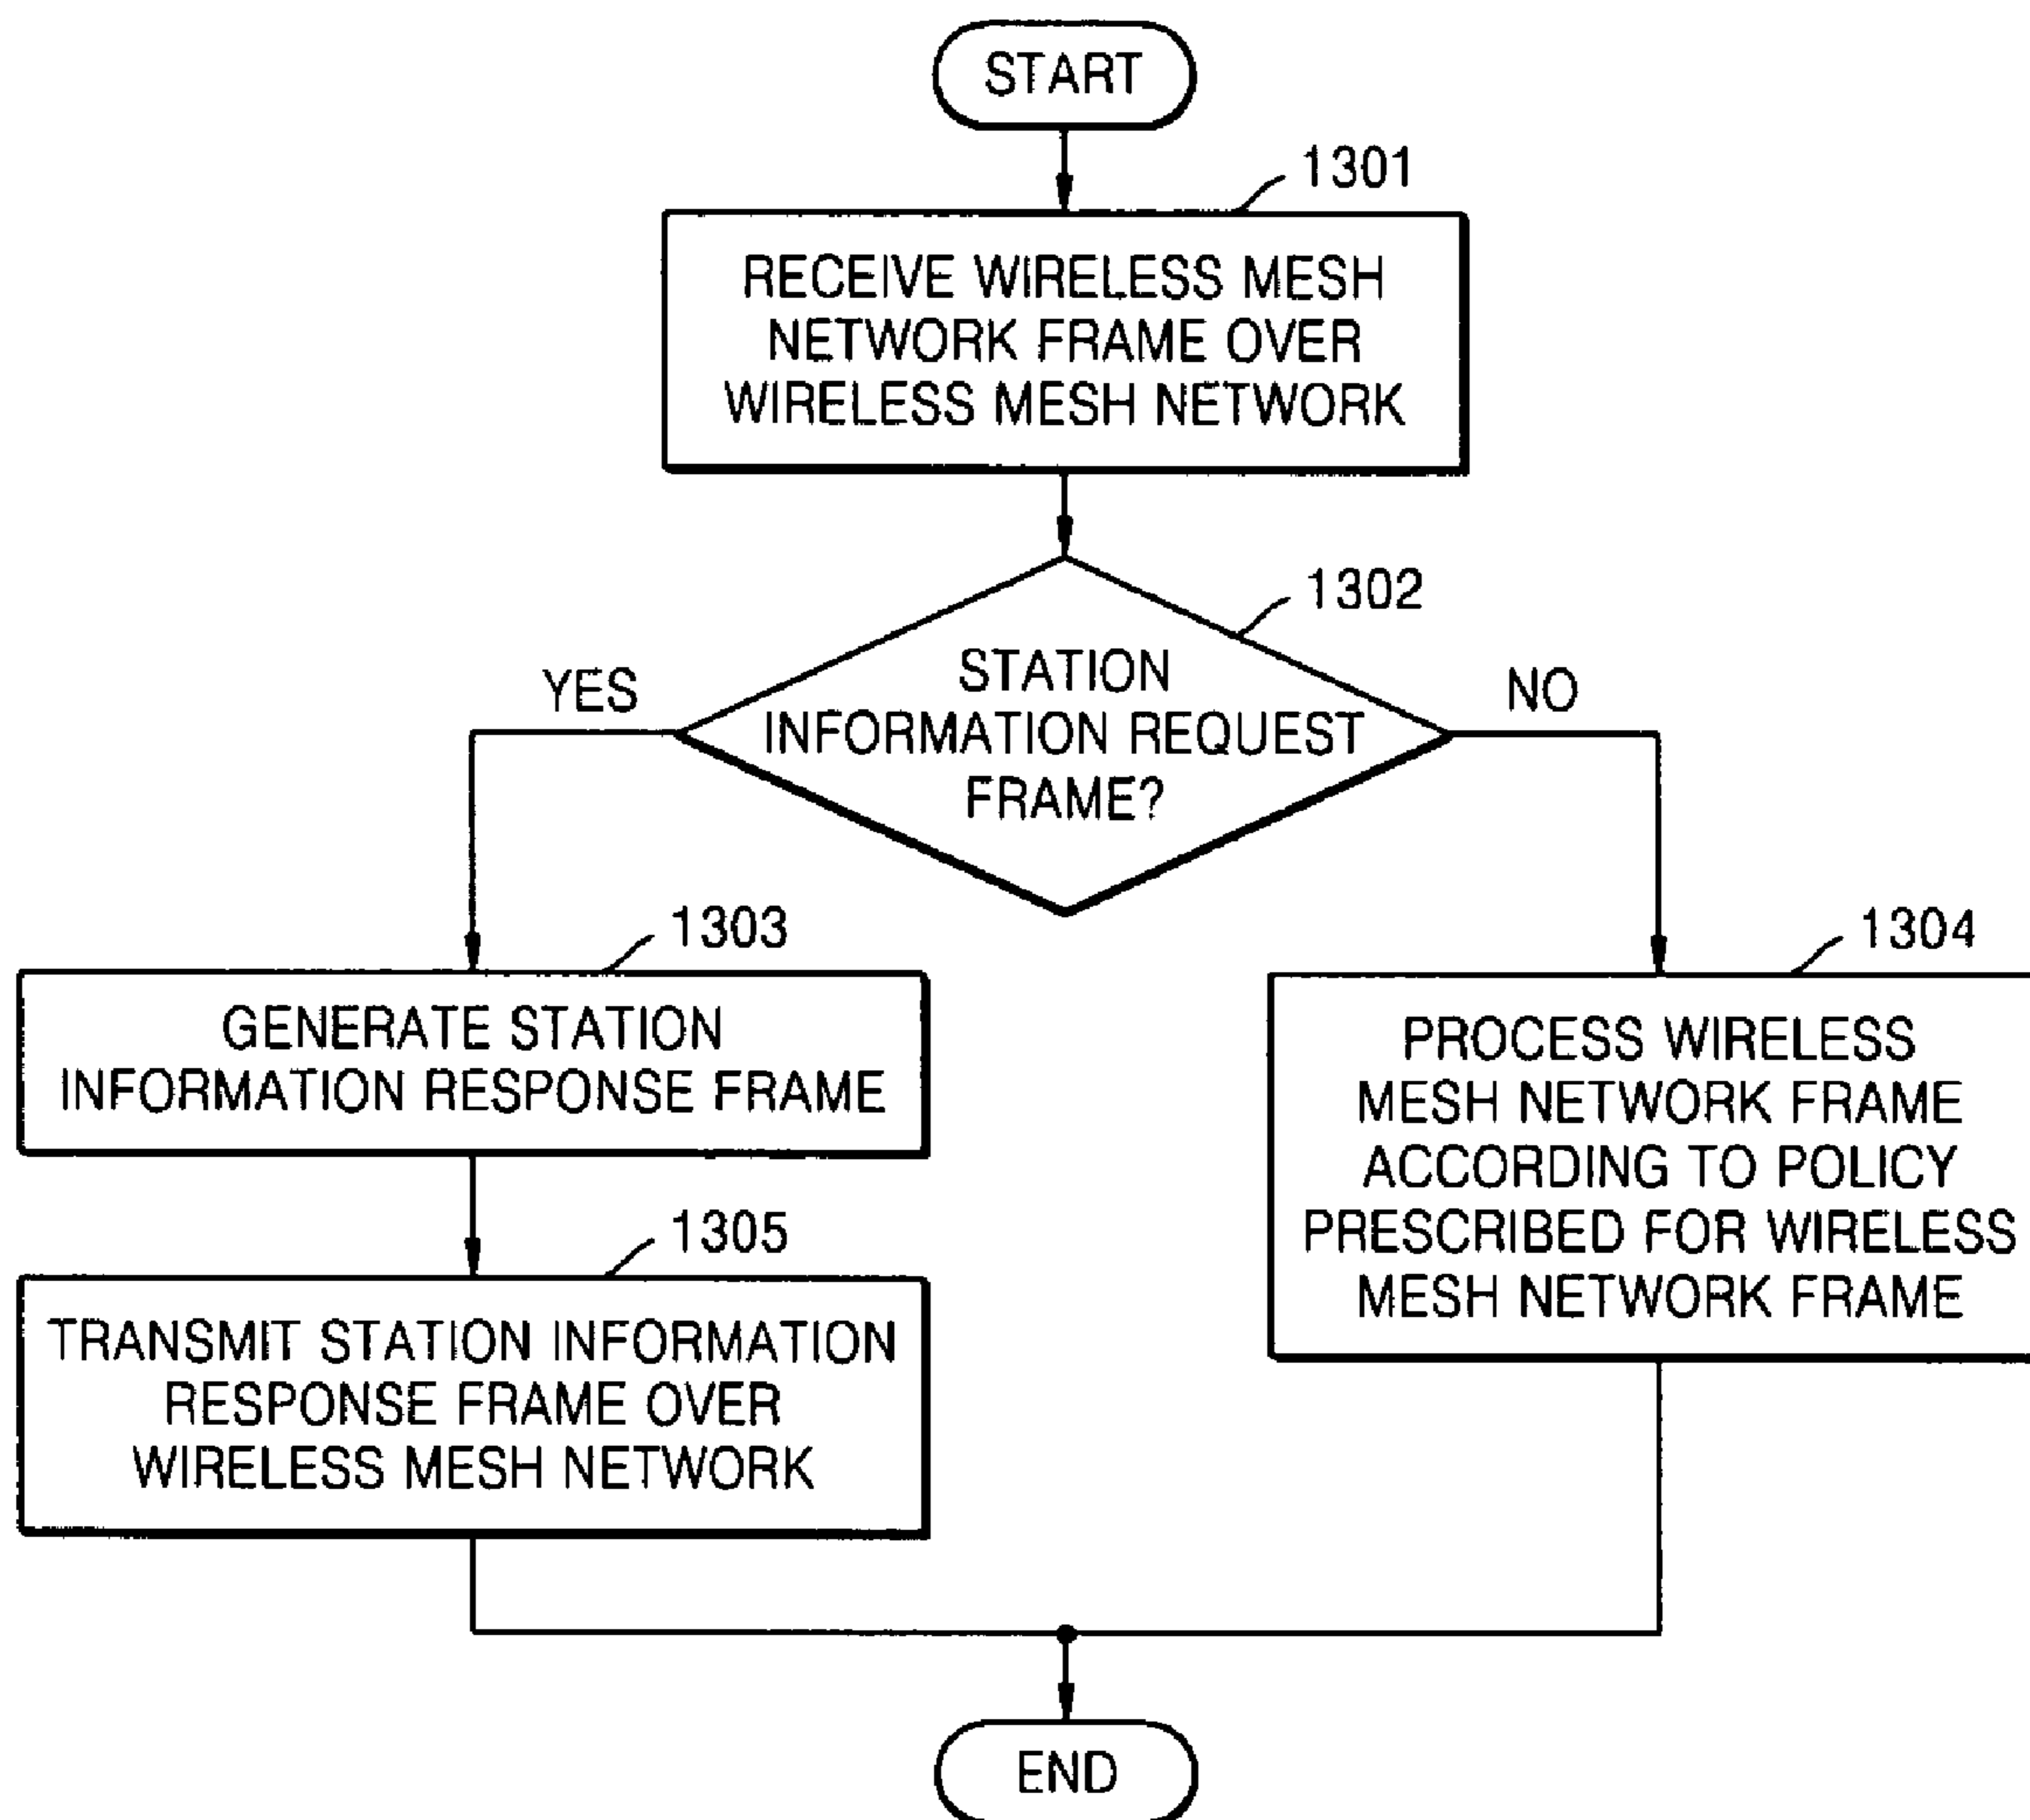 START
1301
RECEIVE WIRELESS MESH
NETWORK FRAME OVER
WIRELESS MESH NETWORK
1302
STATION
INFORMATION REQUEST
FRAME?
YES
NO
1303
GENERATE STATION
INFORMATION RESPONSE FRAME
1304
PROCESS WIRELESS
MESH NETWORK FRAME
ACCORDING TO POLICY
PRESCRIBED FOR WIRELESS
MESH NETWORK FRAME
1305
TRANSMIT STATION INFORMATION
RESPONSE FRAME OVER
WIRELESS MESH NETWORK
END